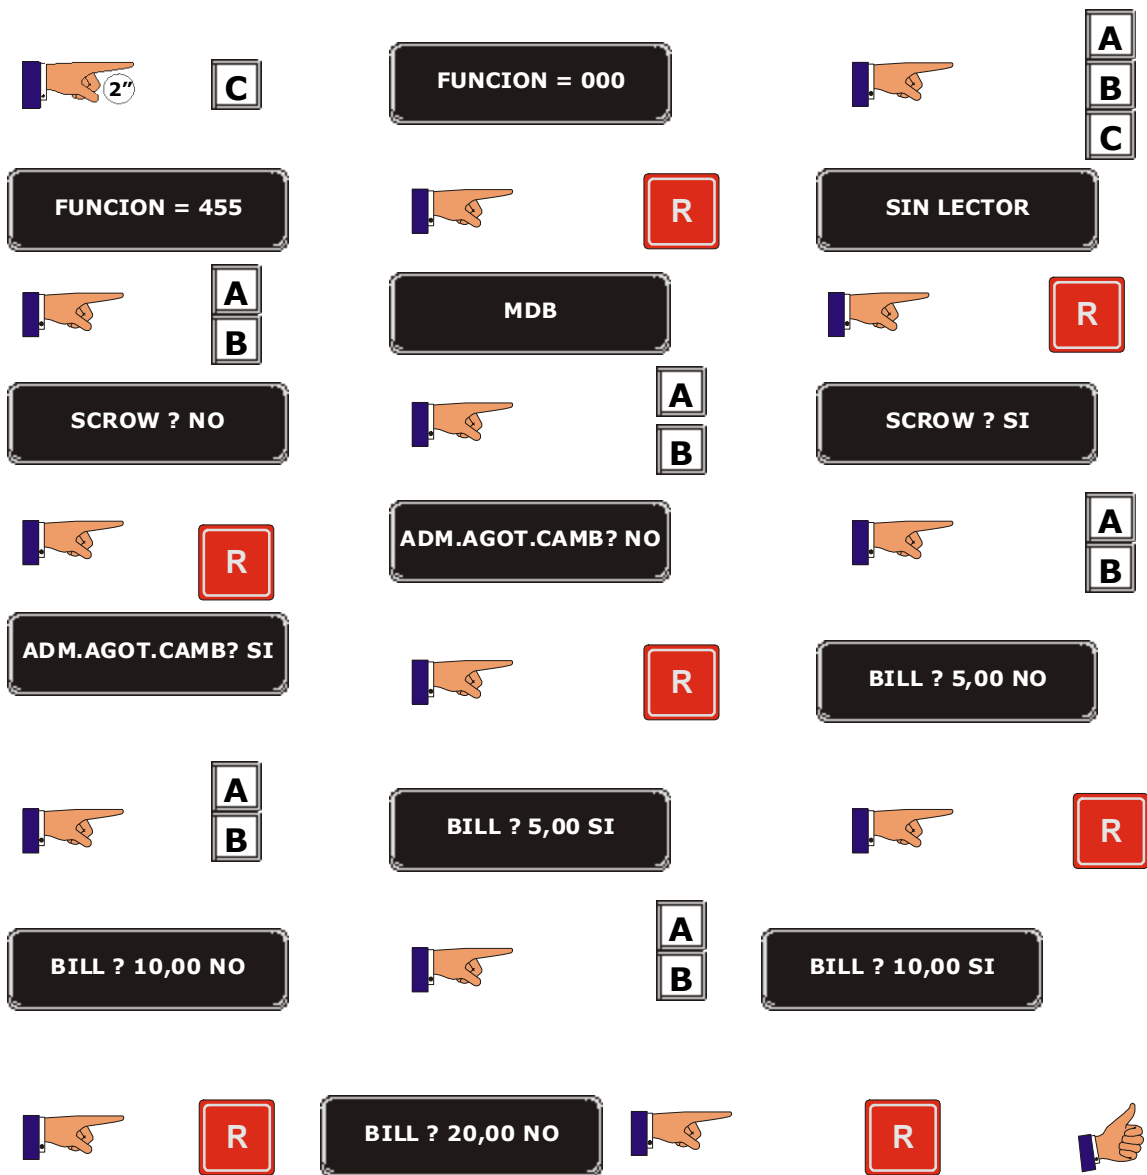 2”
C
FUNCION = 000
A
B
C
FUNCION = 455
R
SIN LECTOR
A
B
MDB
R
SCROW ? NO
A
B
SCROW ? SI
R
ADM.AGOT.CAMB? NO
A
B
ADM.AGOT.CAMB? SI
R
BILL ? 5,00 NO
A
B
BILL ? 5,00 SI
R
BILL ? 10,00 NO
A
B
BILL ? 10,00 SI
R
BILL ? 20,00 NO
R